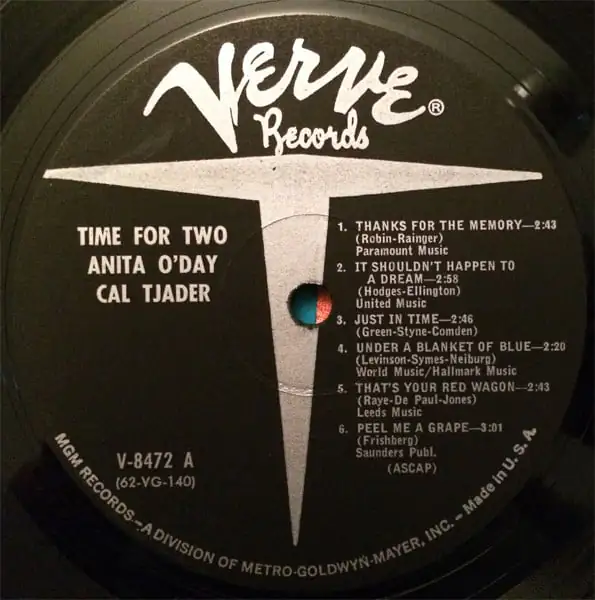 Verve®
Records
TIME FOR TWO
ANITA O'DAY
CAL TJADER
1. THANKS FOR THE MEMORY—2:43
(Robin-Rainger)
Paramount Music
2. IT SHOULDN'T HAPPEN TO
A DREAM—2:58
(Hodges-Ellington)
United Music
3. JUST IN TIME—2:46
(Green-Styne-Comden)
4. UNDER A BLANKET OF BLUE—2:20
(Levinson-Symes-Neiburg)
World Music/Hallmark Music
5. THAT'S YOUR RED WAGON—2:43
(Raye-De Paul-Jones)
Leeds Music
6. PEEL ME A GRAPE—3:01
(Frishberg)
Saunders Publ.
(ASCAP)
V-8472 A
(62-VG-140)
MGM RECORDS—A DIVISION OF METRO-GOLDWYN-MAYER, INC. — Made in U. S. A.